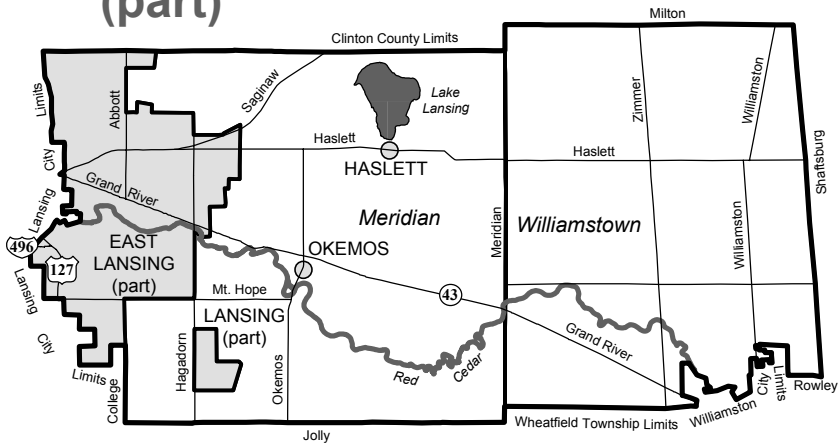 (part)
Milton
Clinton County Limits
Limits
Abbott
Saginaw
Lake
Lansing
Zimmer
Williamston
Haslett
Haslett
City
HASLETT
Shaftsburg
Grand River
Lansing
Meridian
Meridian
Williamstown
Williamston
496
EAST
LANSING
(part)
OKEMOS
127
Lansing
Mt. Hope
43
LANSING
(part)
City
Grand River
Limits
College
Hagadorn
Okemos
Red
Cedar
City
Limits
Rowley
Williamston
Wheatfield Township Limits
Jolly